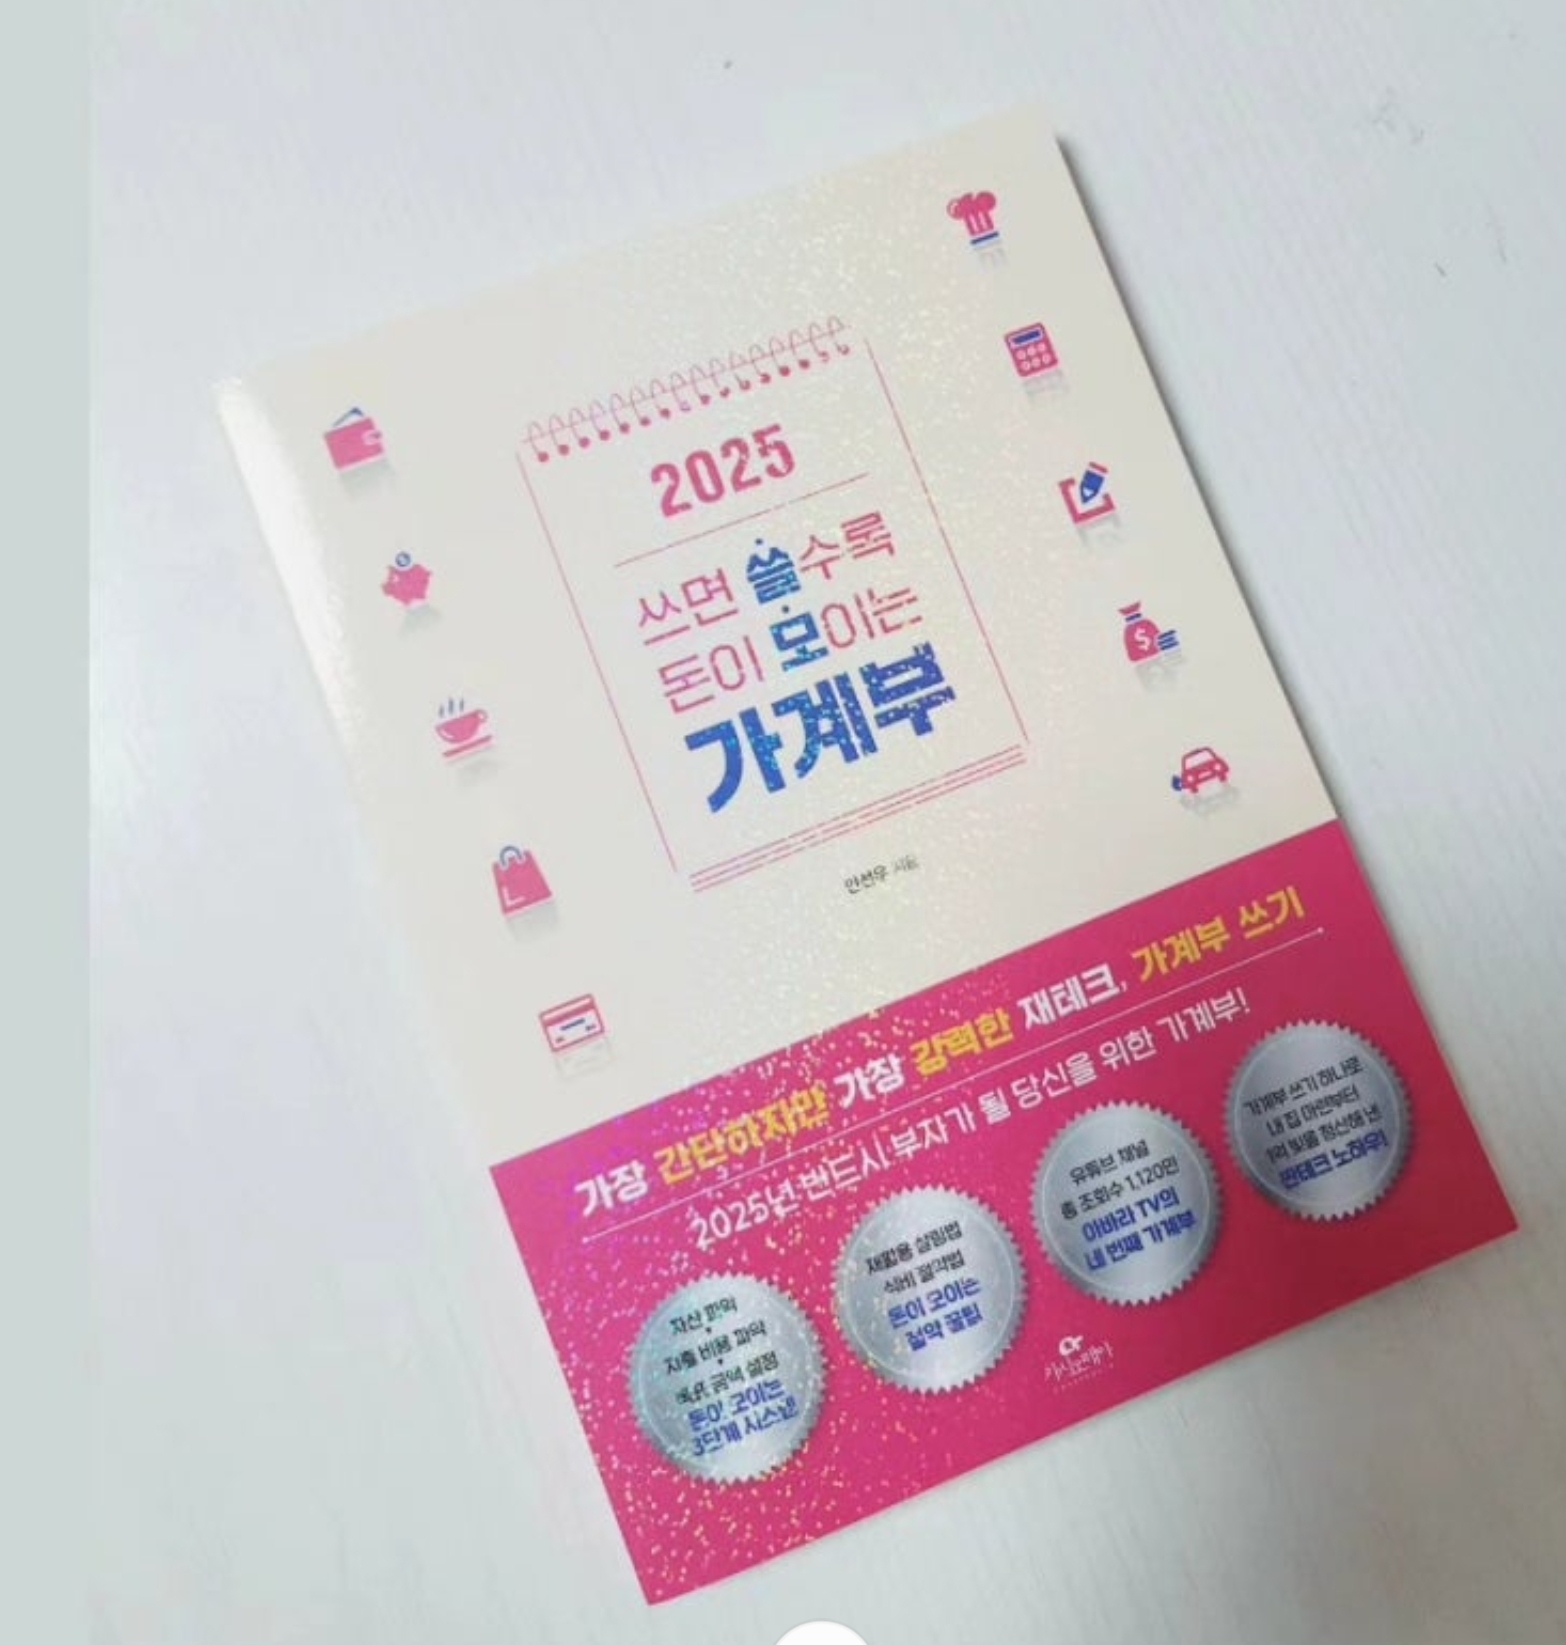 2025
쓰면 쓸수록
돈이 모이는
가계부
안선우 지음
가장 간단하지만 가장 강력한 재테크, 가계부 쓰기
2025년 반드시 부자가 될 당신을 위한 가계부!
자산 파악
지출 비용 파악
목표 금액 설정
돈이 모이는
3단계 시스템
재활용 살림법
식비 절약법
돈이 모이는
절약 꿀팁
유튜브 채널
총 조회수 1,120만
아바라 TV의
네 번째 가계부
가계부 쓰기 하나로
내 집 마련부터
1억 빚을 청산해 낸
짠테크 노하우!
카시오페아